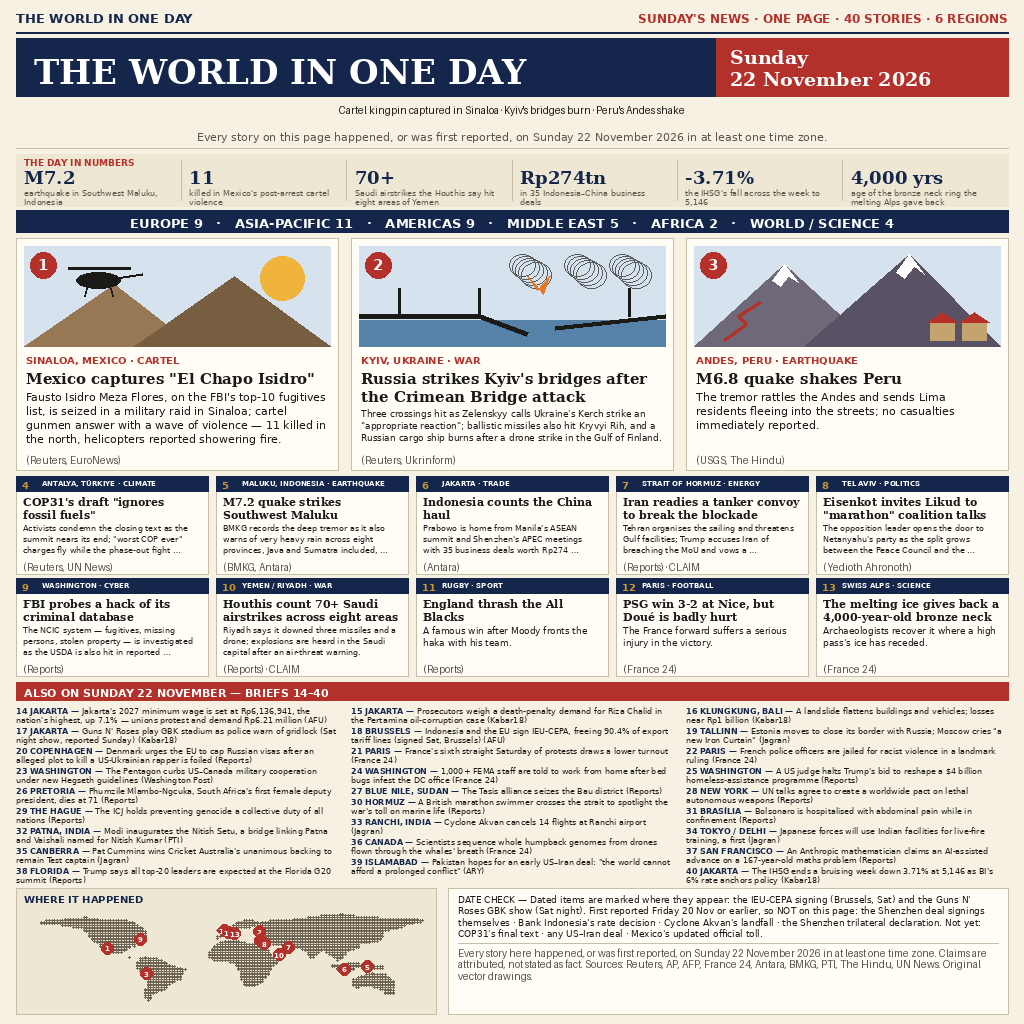 THE WORLD IN ONE DAY
SUNDAY'S NEWS · ONE PAGE · 40 STORIES · 6 REGIONS
THE WORLD IN ONE DAY
Sunday
22 November 2026
Cartel kingpin captured in Sinaloa · Kyiv's bridges burn · Peru's Andes shake
Every story on this page happened, or was first reported, on Sunday 22 November 2026 in at least one time zone.
THE DAY IN NUMBERS
M7.2
earthquake in Southwest Maluku,
Indonesia
11
killed in Mexico's post-arrest cartel
violence
70+
Saudi airstrikes the Houthis say hit
eight areas of Yemen
Rp274tn
in 35 Indonesia–China business
deals
-3.71%
the IHSG's fall across the week to
5,146
4,000 yrs
age of the bronze neck ring the
melting Alps gave back
EUROPE 9 · ASIA-PACIFIC 11 · AMERICAS 9 · MIDDLE EAST 5 · AFRICA 2 · WORLD / SCIENCE 4
1
SINALOA, MEXICO · CARTEL
Mexico captures "El Chapo Isidro"
Fausto Isidro Meza Flores, on the FBI's top-10 fugitives
list, is seized in a military raid in Sinaloa; cartel
gunmen answer with a wave of violence — 11 killed in
the north, helicopters reported showering fire.
(Reuters, EuroNews)
2
KYIV, UKRAINE · WAR
Russia strikes Kyiv's bridges after
the Crimean Bridge attack
Three crossings hit as Zelenskyy calls Ukraine's Kerch strike an
"appropriate reaction"; ballistic missiles also hit Kryvyi Rih, and a
Russian cargo ship burns after a drone strike in the Gulf of Finland.
(Reuters, Ukrinform)
3
ANDES, PERU · EARTHQUAKE
M6.8 quake shakes Peru
The tremor rattles the Andes and sends Lima
residents fleeing into the streets; no casualties
immediately reported.
(USGS, The Hindu)
4 ANTALYA, TÜRKIYE · CLIMATE
COP31's draft "ignores
fossil fuels"
Activists condemn the closing text as the
summit nears its end; "worst COP ever"
charges fly while the phase-out fight ...
(Reuters, UN News)
5 MALUKU, INDONESIA · EARTHQUAKE
M7.2 quake strikes
Southwest Maluku
BMKG records the deep tremor as it also
warns of very heavy rain across eight
provinces, Java and Sumatra included, ...
(BMKG, Antara)
6 JAKARTA · TRADE
Indonesia counts the China
haul
Prabowo is home from Manila's ASEAN
summit and Shenzhen's APEC meetings
with 35 business deals worth Rp274 ...
(Antara)
7 STRAIT OF HORMUZ · ENERGY
Iran readies a tanker convoy
to break the blockade
Tehran organises the sailing and threatens
Gulf facilities; Trump accuses Iran of
breaching the MoU and vows a ...
(Reports) · CLAIM
8 TEL AVIV · POLITICS
Eisenkot invites Likud to
"marathon" coalition talks
The opposition leader opens the door to
Netanyahu's party as the split grows
between the Peace Council and the ...
(Yedioth Ahronoth)
9 WASHINGTON · CYBER
FBI probes a hack of its
criminal database
The NCIC system — fugitives, missing
persons, stolen property — is investigated
as the USDA is also hit in reported ...
(Reports)
10 YEMEN / RIYADH · WAR
Houthis count 70+ Saudi
airstrikes across eight areas
Riyadh says it downed three missiles and a
drone; explosions are heard in the Saudi
capital after an air-threat warning.
(Reports) · CLAIM
11 RUGBY · SPORT
England thrash the All
Blacks
A famous win after Moody fronts the
haka with his team.
(Reports)
12 PARIS · FOOTBALL
PSG win 3-2 at Nice, but
Doué is badly hurt
The France forward suffers a serious
injury in the victory.
(France 24)
13 SWISS ALPS · SCIENCE
The melting ice gives back a
4,000-year-old bronze neck
Archaeologists recover it where a high
pass's ice has receded.
(France 24)
ALSO ON SUNDAY 22 NOVEMBER — BRIEFS 14–40
14 JAKARTA — Jakarta's 2027 minimum wage is set at Rp6,136,941, the
nation's highest, up 7.1% — unions protest and demand Rp6.21 million (AFU)
17 JAKARTA — Guns N' Roses play GBK stadium as police warn of gridlock (Sat
night show, reported Sunday) (Kabar18)
20 COPENHAGEN — Denmark urges the EU to cap Russian visas after an
alleged plot to kill a US-Ukrainian rapper is foiled (Reports)
23 WASHINGTON — The Pentagon curbs US–Canada military cooperation
under new Hegseth guidelines (Washington Post)
26 PRETORIA — Phumzile Mlambo-Ngcuka, South Africa's first female deputy
president, dies at 71 (Reports)
29 THE HAGUE — The ICJ holds preventing genocide a collective duty of all
nations (Reports)
32 PATNA, INDIA — Modi inaugurates the Nitish Setu, a bridge linking Patna
and Vaishali named for Nitish Kumar (PTI)
35 CANBERRA — Pat Cummins wins Cricket Australia's unanimous backing to
remain Test captain (Jagran)
38 FLORIDA — Trump says all top-20 leaders are expected at the Florida G20
summit (Reports)
15 JAKARTA — Prosecutors weigh a death-penalty demand for Riza Chalid in
the Pertamina oil-corruption case (Kabar18)
18 BRUSSELS — Indonesia and the EU sign IEU-CEPA, freeing 90.4% of export
tariff lines (signed Sat, Brussels) (AFU)
21 PARIS — France's sixth straight Saturday of protests draws a lower turnout
(France 24)
24 WASHINGTON — 1,000+ FEMA staff are told to work from home after bed
bugs infest the DC office (France 24)
27 BLUE NILE, SUDAN — The Tasis alliance seizes the Bau district (Reports)
30 HORMUZ — A British marathon swimmer crosses the strait to spotlight the
war's toll on marine life (Reports)
33 RANCHI, INDIA — Cyclone Akvan cancels 14 flights at Ranchi airport
(Jagran)
36 CANADA — Scientists sequence whole humpback genomes from drones
flown through the whales' breath (France 24)
39 ISLAMABAD — Pakistan hopes for an early US–Iran deal: "the world cannot
afford a prolonged conflict" (ARY)
16 KLUNGKUNG, BALI — A landslide flattens buildings and vehicles; losses
near Rp1 billion (Kabar18)
19 TALLINN — Estonia moves to close its border with Russia; Moscow cries "a
new Iron Curtain" (Jagran)
22 PARIS — French police officers are jailed for racist violence in a landmark
ruling (France 24)
25 WASHINGTON — A US judge halts Trump's bid to reshape a $4 billion
homeless-assistance programme (Reports)
28 NEW YORK — UN talks agree to create a worldwide pact on lethal
autonomous weapons (Reports)
31 BRASÍLIA — Bolsonaro is hospitalised with abdominal pain while in
confinement (Reports)
34 TOKYO / DELHI — Japanese forces will use Indian facilities for live-fire
training, a first (Jagran)
37 SAN FRANCISCO — An Anthropic mathematician claims an AI-assisted
advance on a 167-year-old maths problem (Kabar18)
40 JAKARTA — The IHSG ends a bruising week down 3.71% at 5,146 as BI's
6% rate anchors policy (Kabar18)
WHERE IT HAPPENED
1
9
3
13
2
8
10
7
6
5
DATE CHECK — Dated items are marked where they appear: the IEU-CEPA signing (Brussels, Sat) and the Guns N'
Roses GBK show (Sat night). First reported Friday 20 Nov or earlier, so NOT on this page: the Shenzhen deal signings
themselves · Bank Indonesia's rate decision · Cyclone Akvan's landfall · the Shenzhen trilateral declaration. Not yet:
COP31's final text · any US–Iran deal · Mexico's updated official toll.
Every story here happened, or was first reported, on Sunday 22 November 2026 in at least one time zone. Claims are
attributed, not stated as fact. Sources: Reuters, AP, AFP, France 24, Antara, BMKG, PTI, The Hindu, UN News. Original
vector drawings.